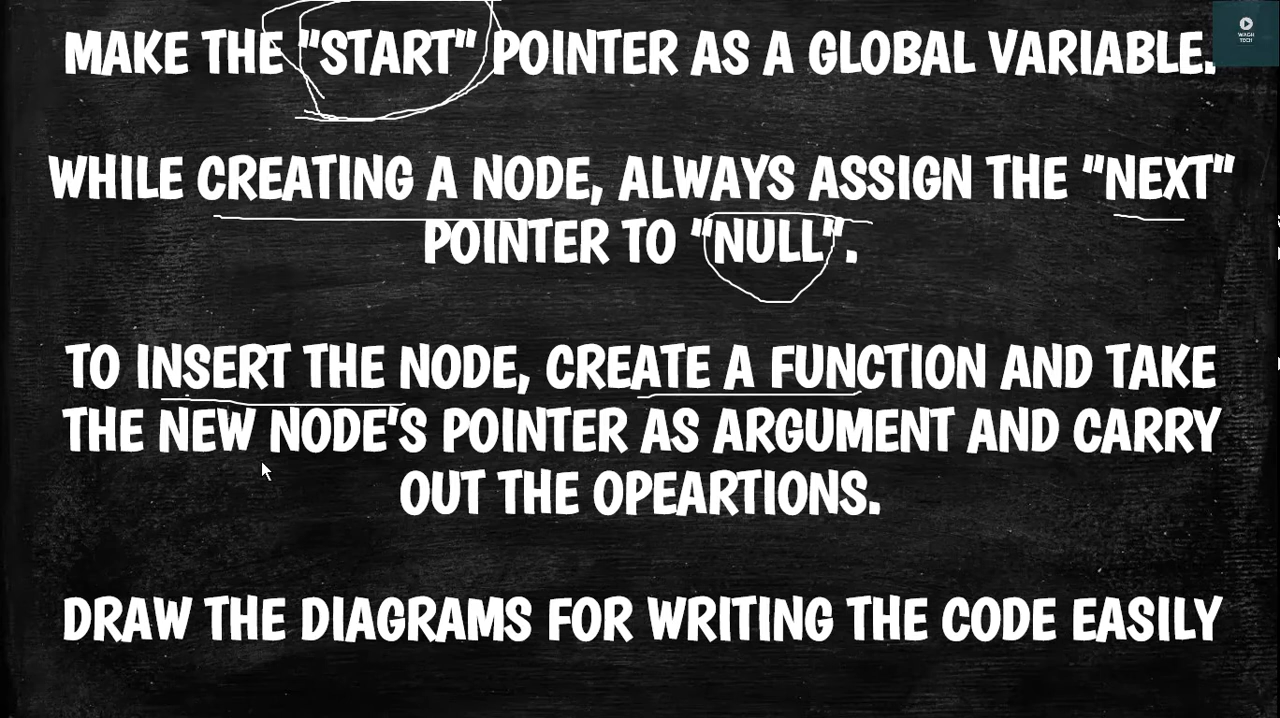 MAKE THE "START" POINTER AS A GLOBAL VARIABLE.
WAGH
TECH
WHILE CREATING A NODE, ALWAYS ASSIGN THE "NEXT"
POINTER TO "NULL".
TO INSERT THE NODE, CREATE A FUNCTION AND TAKE
THE NEW NODE'S POINTER AS ARGUMENT AND CARRY
OUT THE OPEARTIONS.
DRAW THE DIAGRAMS FOR WRITING THE CODE EASILY